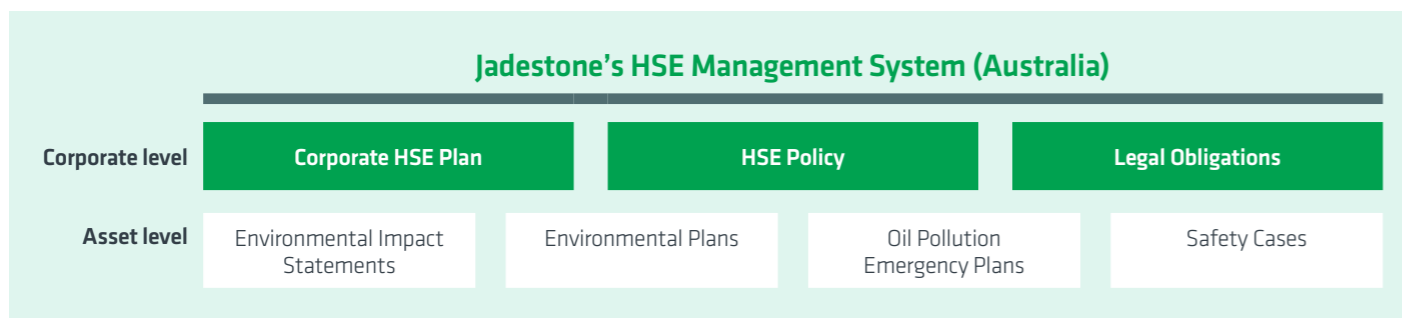 Jadestone’s HSE Management System (Australia)
Corporate level
Corporate HSE Plan
HSE Policy
Legal Obligations
Asset level
Environmental Impact
Statements
Environmental Plans
Oil Pollution
Emergency Plans
Safety Cases